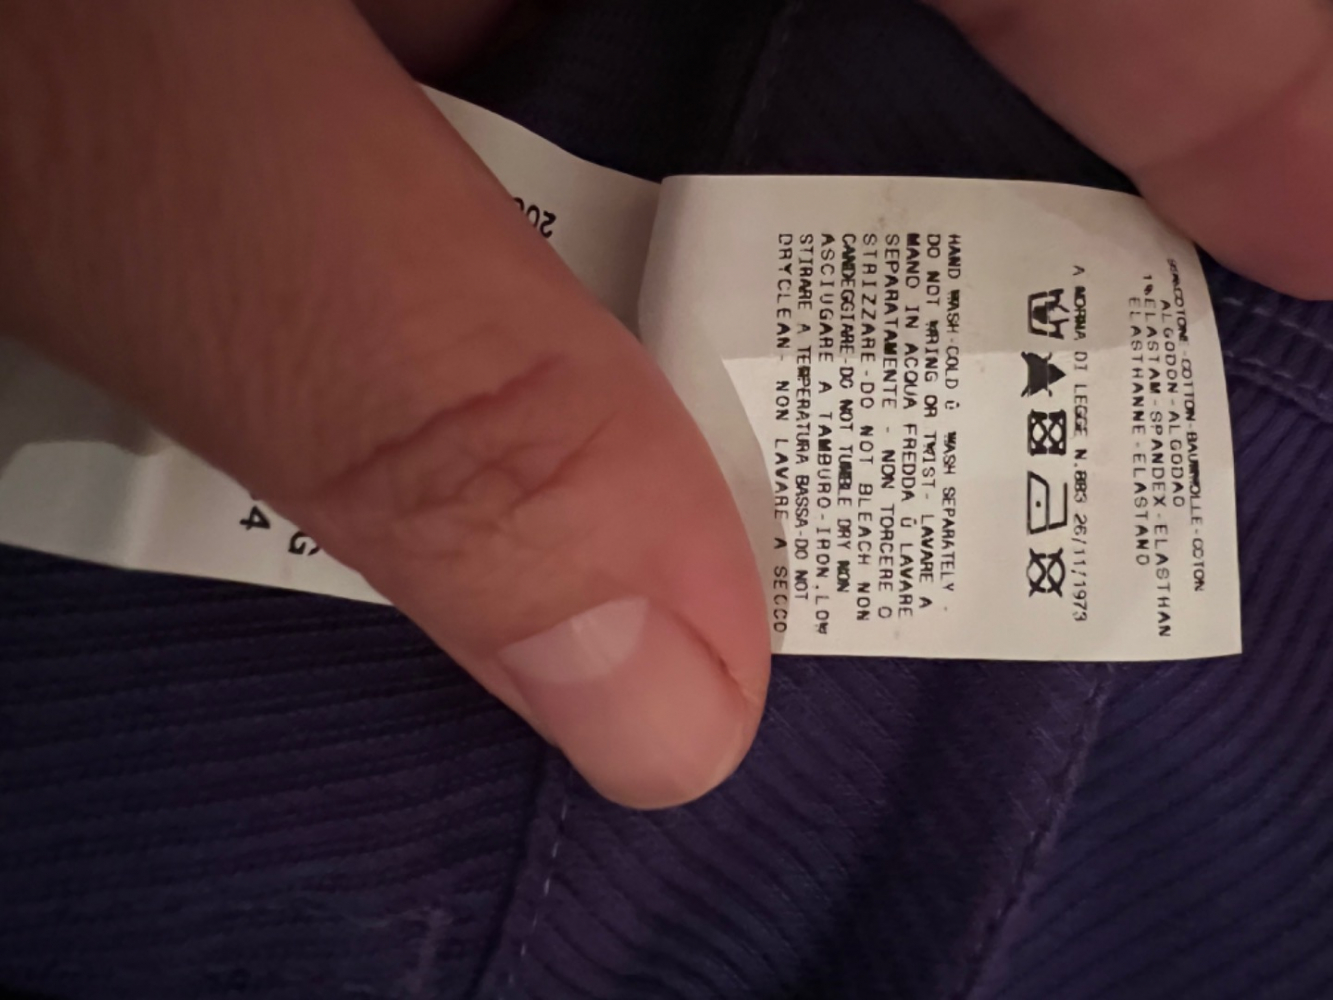 COTONE-COTTON-BAUMWOLLE-COTON
ALGODON-ALGODAO
1%ELASTAM-SPANDEX-ELASTHAN
ELASTHANNE-ELASTANO
A NORMA DI LEGGE N.883 26/11/1973
HAND WASH-COLD Û WASH SEPARATELY -
DO NOT WRING OR TWIST- LAVARE A
MANO IN ACQUA FREDDA Û LAVARE
SEPARATAMENTE - NON TORCERE O
STRIZZARE-DO NOT BLEACH NON
CANDEGGIARE-DO NOT TUMBLE DRY NON
ASCIUGARE A TAMBURO-IRON.LOW
STIRARE A TEMPERATURA BASSA-DO NOT
DRYCLEAN- NON LAVARE A SECCO
G
4